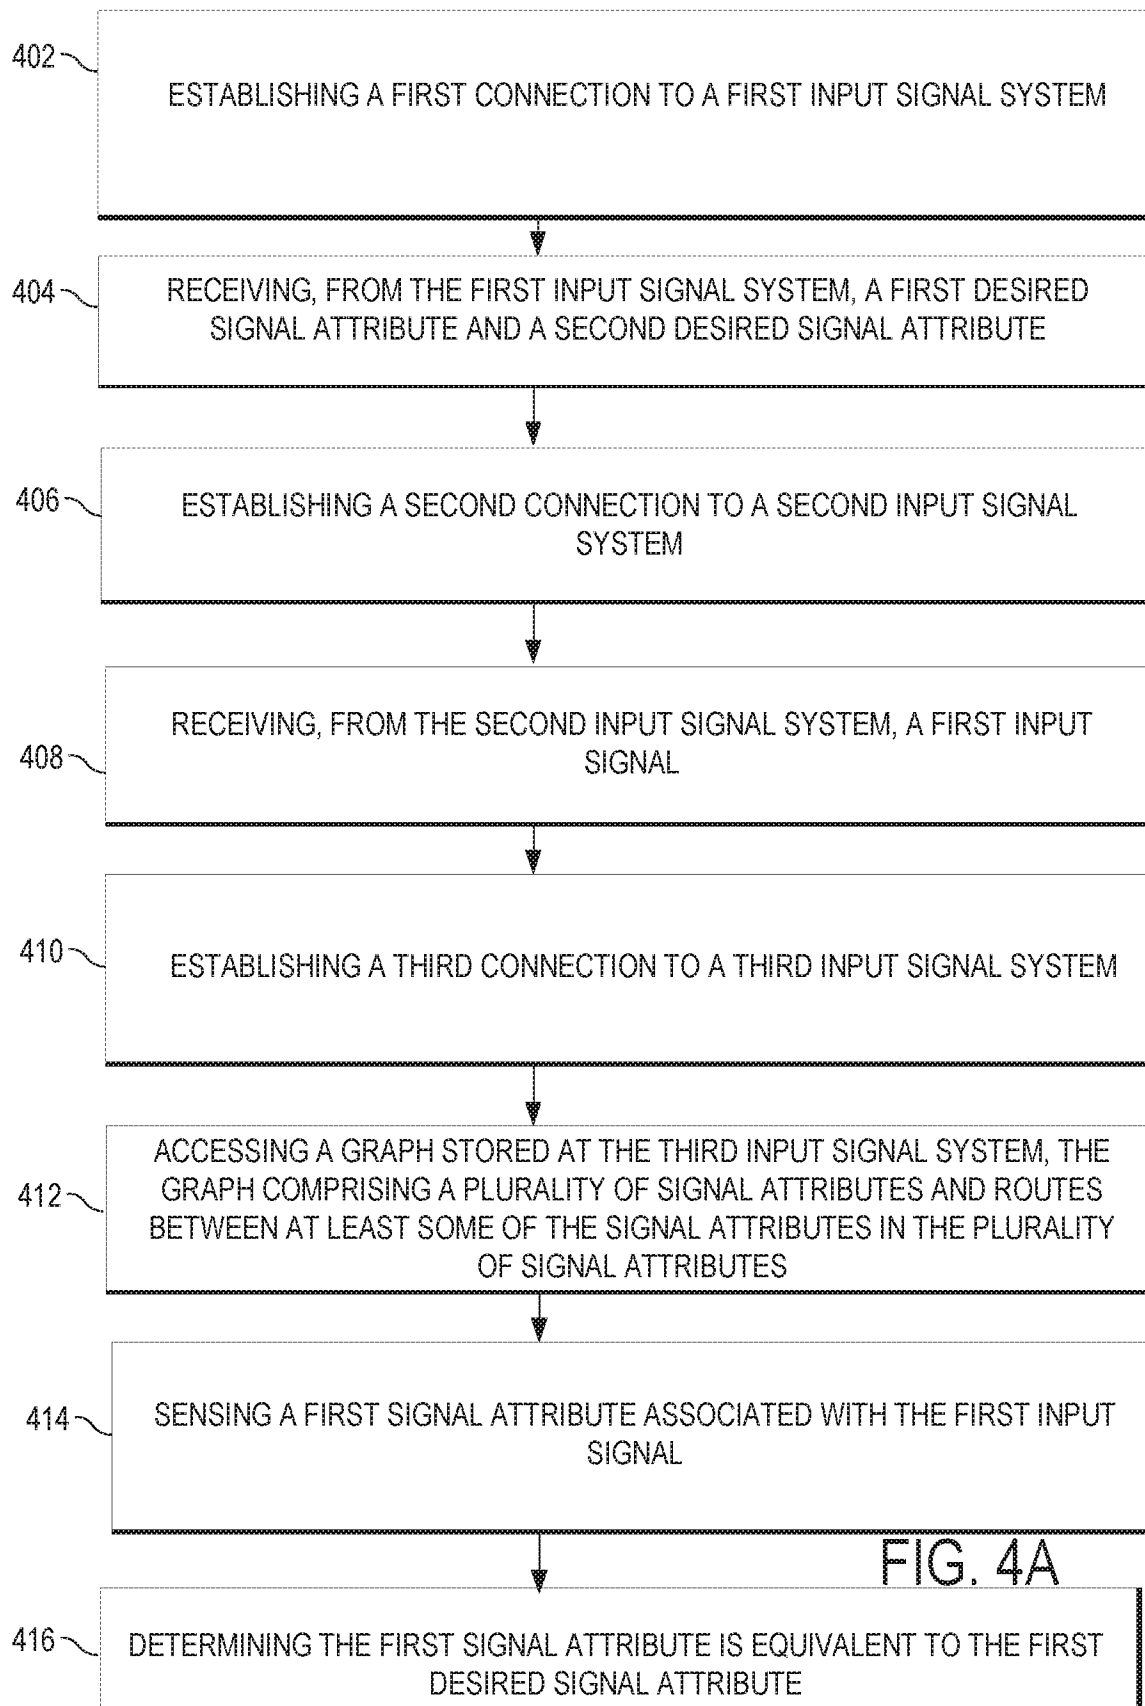 402
ESTABLISHING A FIRST CONNECTION TO A FIRST INPUT SIGNAL SYSTEM
404
RECEIVING, FROM THE FIRST INPUT SIGNAL SYSTEM, A FIRST DESIRED
SIGNAL ATTRIBUTE AND A SECOND DESIRED SIGNAL ATTRIBUTE
406
ESTABLISHING A SECOND CONNECTION TO A SECOND INPUT SIGNAL
SYSTEM
408
RECEIVING, FROM THE SECOND INPUT SIGNAL SYSTEM, A FIRST INPUT
SIGNAL
410
ESTABLISHING A THIRD CONNECTION TO A THIRD INPUT SIGNAL SYSTEM
412
ACCESSING A GRAPH STORED AT THE THIRD INPUT SIGNAL SYSTEM, THE
GRAPH COMPRISING A PLURALITY OF SIGNAL ATTRIBUTES AND ROUTES
BETWEEN AT LEAST SOME OF THE SIGNAL ATTRIBUTES IN THE PLURALITY
OF SIGNAL ATTRIBUTES
414
SENSING A FIRST SIGNAL ATTRIBUTE ASSOCIATED WITH THE FIRST INPUT
SIGNAL
FIG. 4A
416
DETERMINING THE FIRST SIGNAL ATTRIBUTE IS EQUIVALENT TO THE FIRST
DESIRED SIGNAL ATTRIBUTE